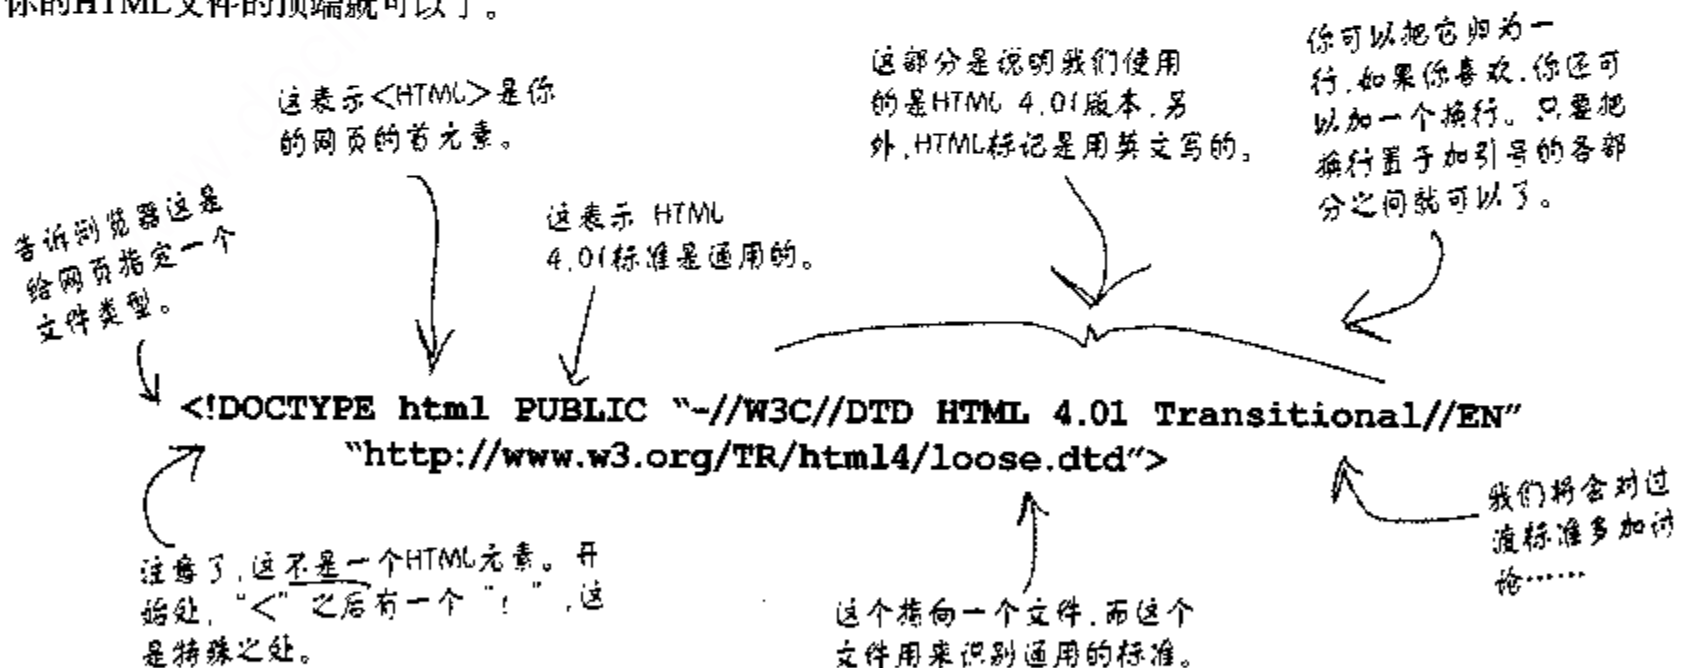 你的HTML文件的顶端就可以了。
告诉浏览器这是
给网页指定一个
文件类型。
这表示<HTML>是你
的网页的首元素。
这表示 HTML
4.01标准是通用的。
这部分是说明我们使用
的是HTML 4.01版本,另
外,HTML标记是用英文写的。
你可以把它归为一
行,如果你喜欢,你还可
以加一个换行。只要把
换行置于加引号的各部
分之间就可以了。
<!DOCTYPE html PUBLIC "-//W3C//DTD HTML 4.01 Transitional//EN"
"http://www.w3.org/TR/html4/loose.dtd">
注意了,这不是一个HTML元素。开
始处,"<"之后有一个"!",这
是特殊之处。
这个指向一个文件,而这个
文件用来识别通用的标准。
我们将会对过
渡标准多加讨
论……